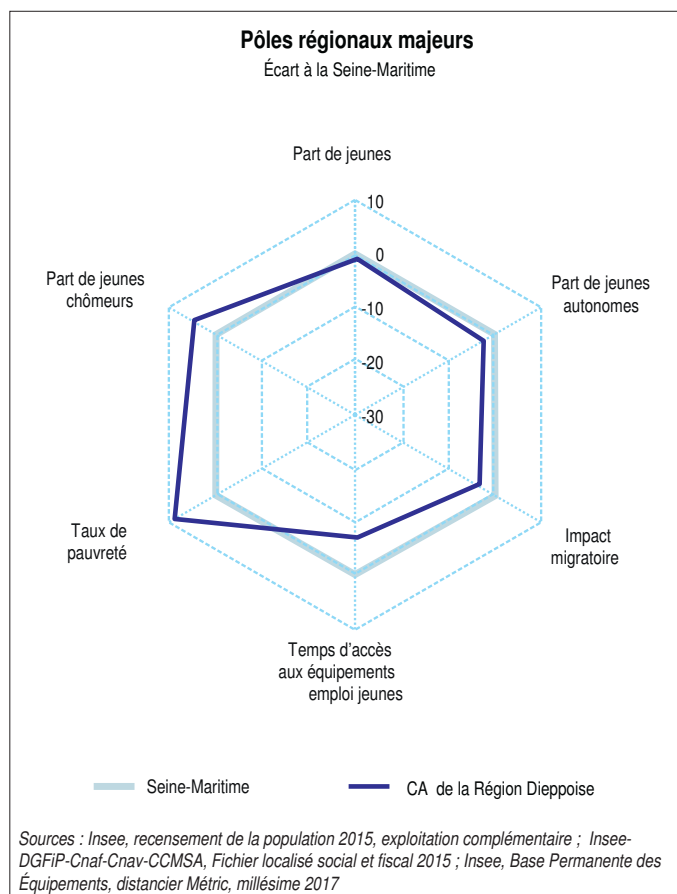 Pôles régionaux majeurs
Écart à la Seine-Maritime
Part de jeunes
10
0
-10
-20
-30
Part de jeunes
chômeurs
Part de jeunes
autonomes
Taux de
pauvreté
Impact
migratoire
Temps d’accès
aux équipements
emploi jeunes
Seine-Maritime
CA de la Région Dieppoise
Sources : Insee, recensement de la population 2015, exploitation complémentaire ; Insee-
DGFiP-Cnaf-Cnav-CCMSA, Fichier localisé social et fiscal 2015 ; Insee, Base Permanente des
Équipements, distancier Métric, millésime 2017